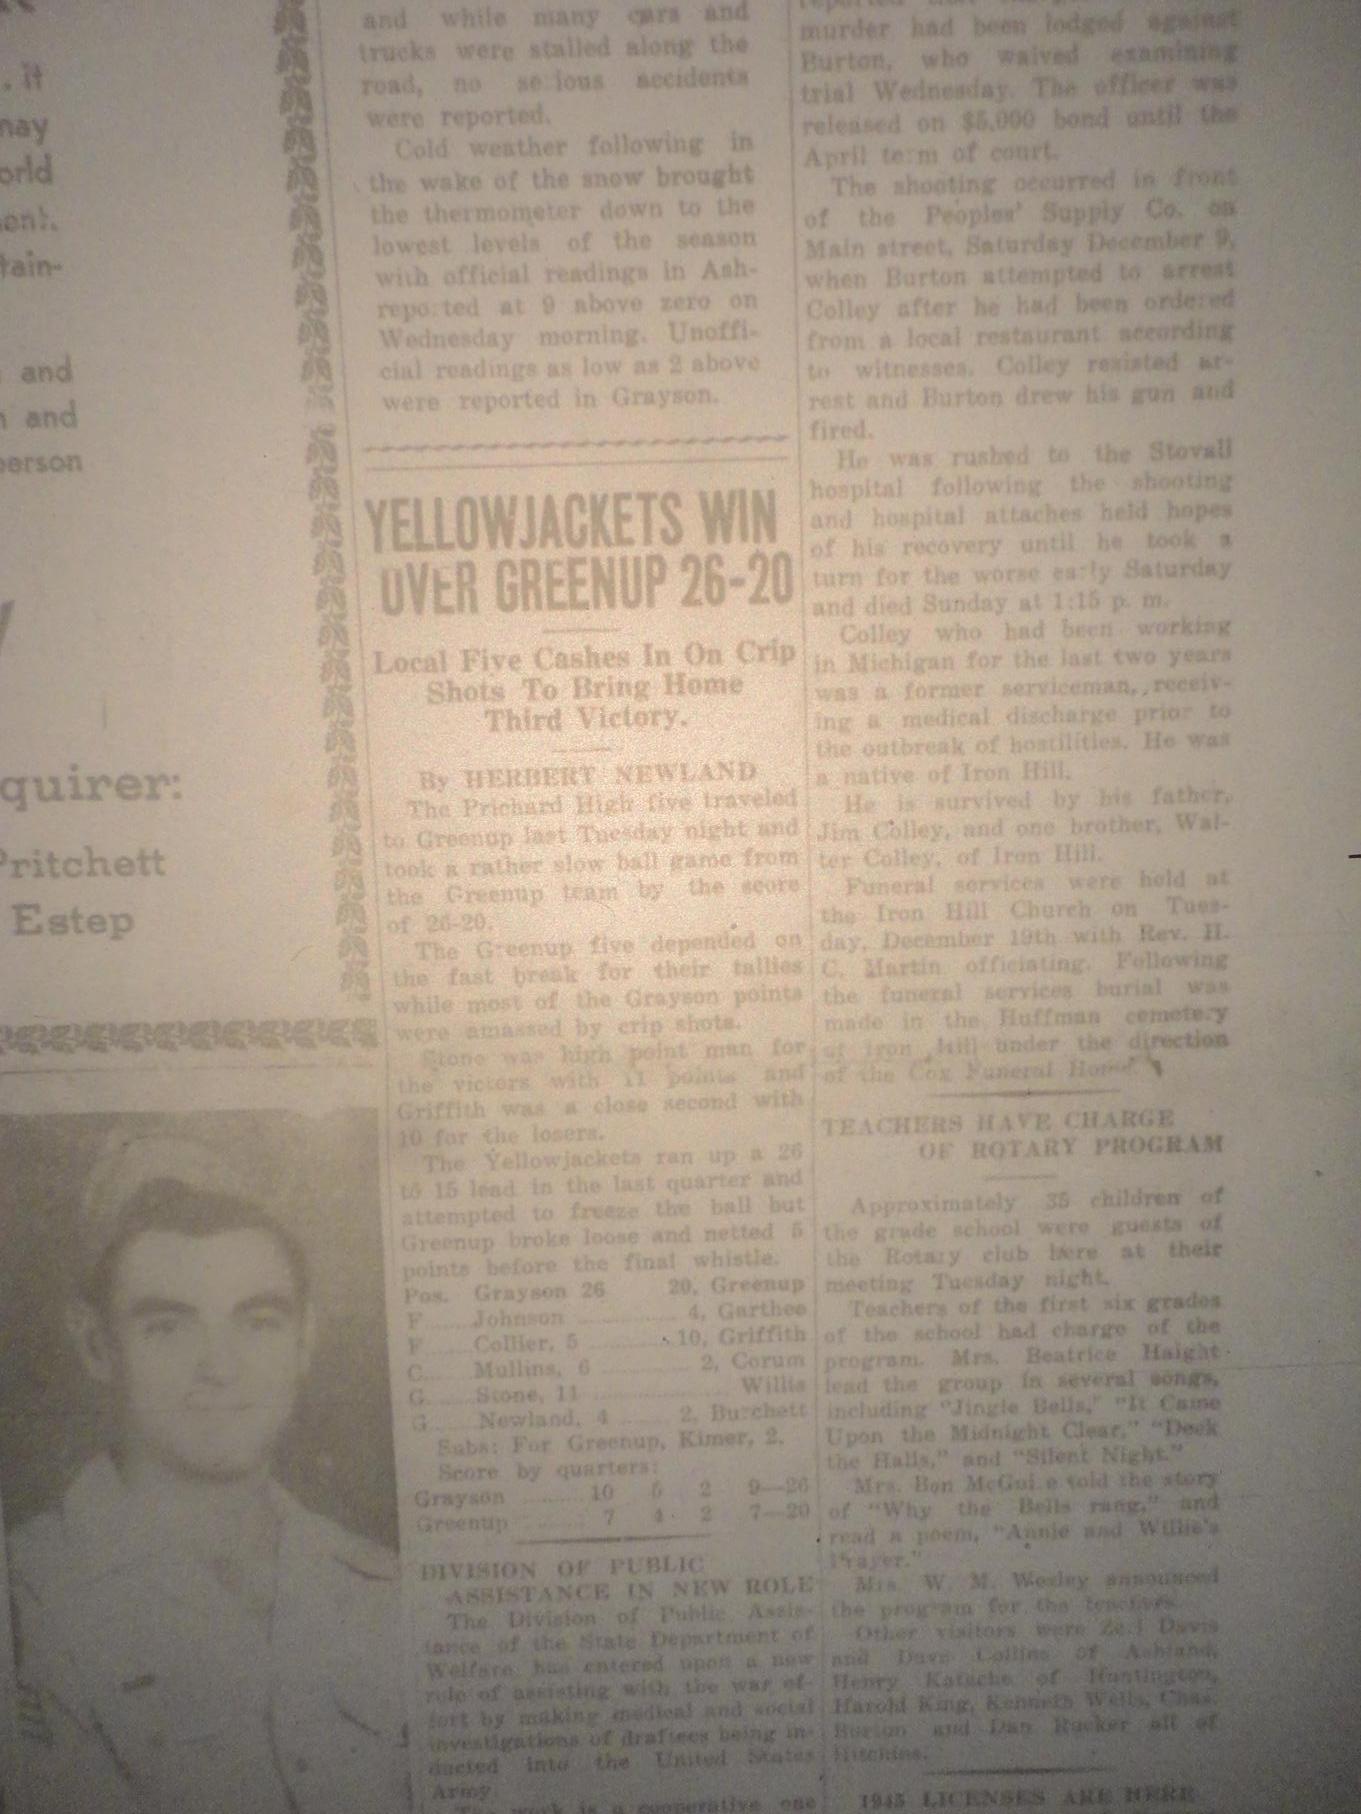 . it
may
orld
tain-
and
and
person
quirer:
Pritchett
Estep
and while many cars and
trucks were stalled along the
road, no serious accidents
were reported.
Cold weather following in
the wake of the snow brought
the thermometer down to the
lowest levels of the season
with official readings in Ash-
reported at 9 above zero on
Wednesday morning. Unoffi-
cial readings as low as 2 above
were reported in Grayson.
YELLOWJACKETS WIN
OVER GREENUP 26-20
Local Five Cashes In On Crip
Shots To Bring Home
Third Victory.
By HERBERT NEWLAND
The Prichard High five traveled
to Greenup last Tuesday night and
took a rather slow ball game from
the Greenup team by the score
of 26-20.
The Greenup five depended on
the fast break for their tallies
while most of the Grayson points
were amassed by crip shots.
Stone was high point man for
the victors with 11 points and
Griffith was a close second with
10 for the losers.
The Yellowjackets ran up a 26
to 15 lead in the last quarter and
attempted to freeze the ball but
Greenup broke loose and netted 5
points before the final whistle.
Pos. Grayson 26 20, Greenup
F Johnson 4, Garthee
F Collier, 5 10, Griffith
C Mullins, 6 2, Corum
G Stone, 11 Willis
G Newland, 4 2, Burchett
Subs: For Greenup, Kimer, 2.
Score by quarters:
Grayson 10 5 2 9—26
Greenup 7 4 2 7—20
DIVISION OF PUBLIC
ASSISTANCE IN NEW ROLE
The Division of Public Assis-
tance of the State Department of
Welfare has entered upon a new
role of assisting with the war ef-
fort by making medical and social
investigations of draftees being in-
ducted into the United States
Army.
The work is a cooperative one
murder had been lodged against
Burton, who waived examining
trial Wednesday. The officer was
released on $5,000 bond until the
April term of court.
The shooting occurred in front
of the Peoples' Supply Co. on
Main street, Saturday December 9,
when Burton attempted to arrest
Colley after he had been ordered
from a local restaurant according
to witnesses. Colley resisted ar-
rest and Burton drew his gun and
fired.
He was rushed to the Stovall
hospital following the shooting
and hospital attaches held hopes
of his recovery until he took a
turn for the worse early Saturday
and died Sunday at 1:15 p. m.
Colley who had been working
in Michigan for the last two years
was a former serviceman, receiv-
ing a medical discharge prior to
the outbreak of hostilities. He was
a native of Iron Hill.
He is survived by his father,
Jim Colley, and one brother, Wal-
ter Colley, of Iron Hill.
Funeral services were held at
the Iron Hill Church on Tues-
day, December 19th with Rev. H.
C. Martin officiating. Following
the funeral services burial was
made in the Huffman cemetery
at Iron Hill under the direction
of the Cox Funeral Home.
TEACHERS HAVE CHARGE
OF ROTARY PROGRAM
Approximately 35 children of
the grade school were guests of
the Rotary club here at their
meeting Tuesday night.
Teachers of the first six grades
of the school had charge of the
program. Mrs. Beatrice Haight
lead the group in several songs,
including "Jingle Bells," "It Came
Upon the Midnight Clear," "Deck
the Halls," and "Silent Night."
Mrs. Bon McGuire told the story
of "Why the Bells rang," and
read a poem, "Annie and Willie's
Prayer."
Mrs. W. M. Wesley announced
the program for the teachers.
Other visitors were Davis
and Dave Collins of Ashland,
Henry of Huntington,
Harold King, Kenneth Wells, Chas.
Burton and Dan Rucker all of
Hitchins.
1945 LICENSES ARE HERE